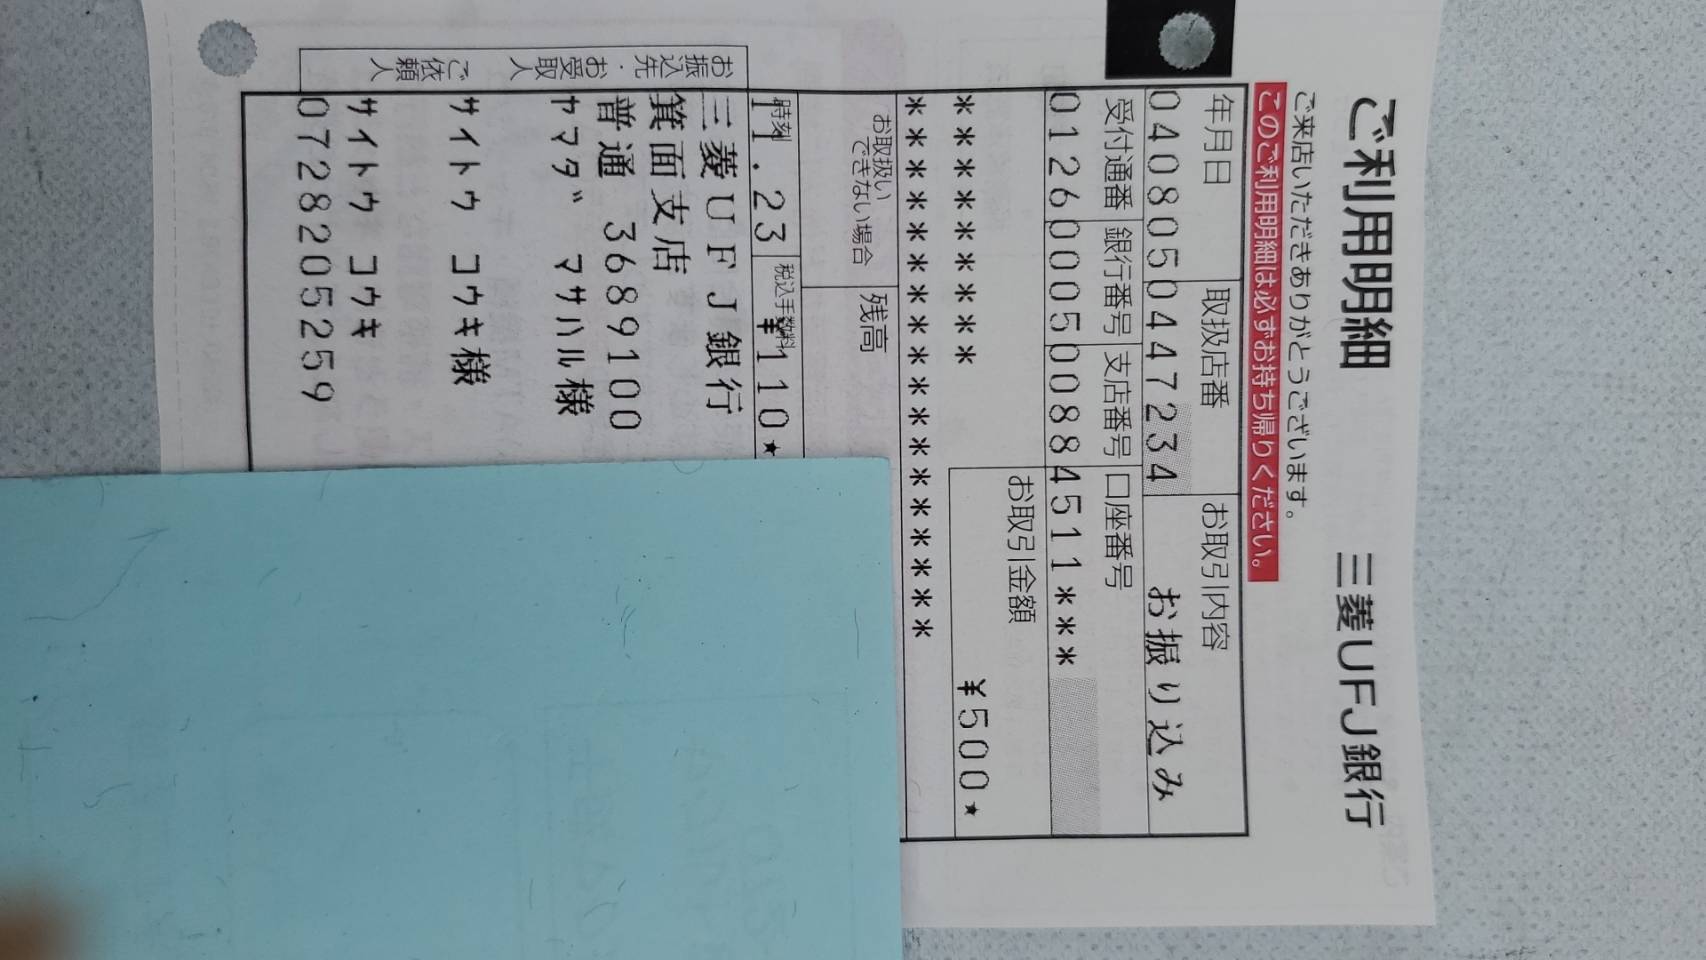 ご利用明細 三菱UFJ銀行
ご来店いただきありがとうございます。
このご利用明細は必ずお持ち帰りください。
年月日 取扱店番 お取引内容
040805 0447234 お振り込み
受付通番 銀行番号 支店番号 口座番号
0126 0005 0088 4511***
お取引金額
********* ¥500★
******************
お取扱いできない場合 残高
時刻 税込手数料
11.23 ¥110★
お振込先・お受取人 ご依頼人
三菱UFJ銀行
箕面支店
普通 3689100
ヤマダ マサハル様
サイトウ コウキ様
サイトウ コウキ
0728205259